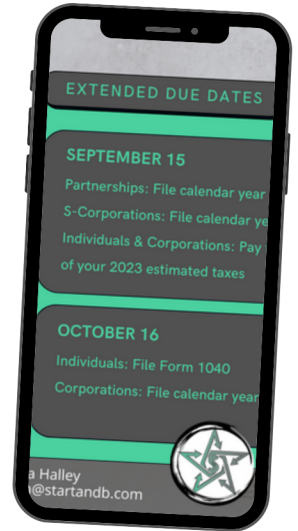 EXTENDED DUE DATES
SEPTEMBER 15
Partnerships: File calendar year
S-Corporations: File calendar ye
Individuals & Corporations: Pay
of your 2023 estimated taxes
OCTOBER 16
Individuals: File Form 1040
Corporations: File calendar year
a Halley
@startandb.com